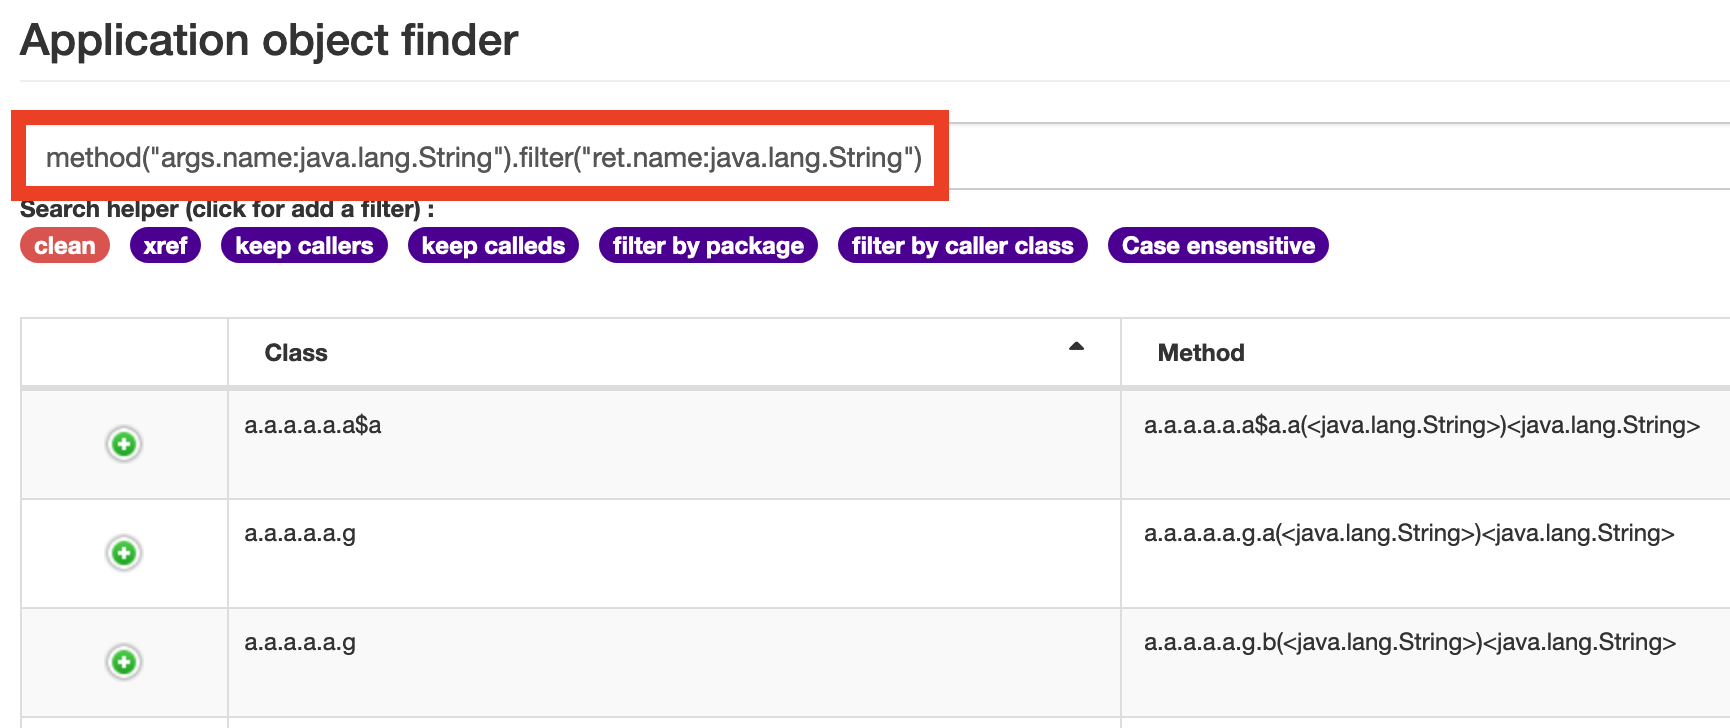 Application object finder
method("args.name:java.lang.String").filter("ret.name:java.lang.String")
Search helper (click for add a filter) :
clean xref keep callers keep calleds filter by package filter by caller class Case ensensitive
Class Method
a.a.a.a.a.a$a a.a.a.a.a.a$a.a(<java.lang.String>)<java.lang.String>
a.a.a.a.a.g a.a.a.a.a.g.a(<java.lang.String>)<java.lang.String>
a.a.a.a.a.g a.a.a.a.a.g.b(<java.lang.String>)<java.lang.String>